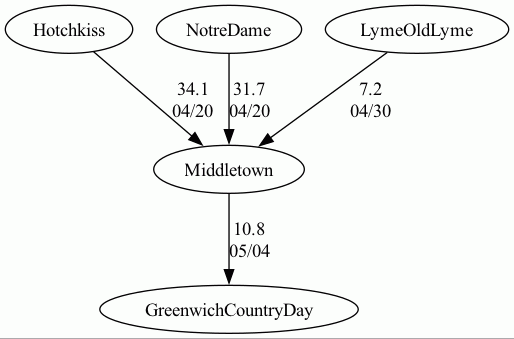 Hotchkiss
NotreDame
LymeOldLyme
34.1
04/20
31.7
04/20
7.2
04/30
Middletown
10.8
05/04
GreenwichCountryDay